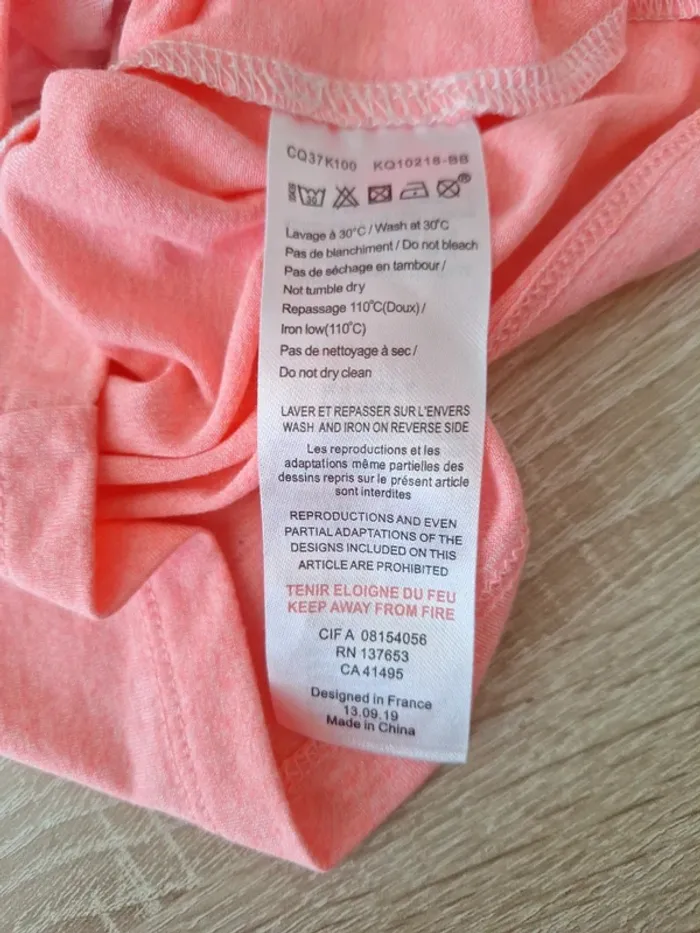 CQ37K100 KQ10218-BB
30
Lavage à 30°C / Wash at 30°C
Pas de blanchiment / Do not bleach
Pas de séchage en tambour /
Not tumble dry
Repassage 110°C(Doux) /
Iron low(110°C)
Pas de nettoyage à sec /
Do not dry clean
LAVER ET REPASSER SUR L'ENVERS
WASH AND IRON ON REVERSE SIDE
Les reproductions et les
adaptations même partielles des
dessins repris sur le présent article
sont interdites
REPRODUCTIONS AND EVEN
PARTIAL ADAPTATIONS OF THE
DESIGNS INCLUDED ON THIS
ARTICLE ARE PROHIBITED
TENIR ELOIGNE DU FEU
KEEP AWAY FROM FIRE
CIF A 08154056
RN 137653
CA 41495
Designed in France
13.09.19
Made in China